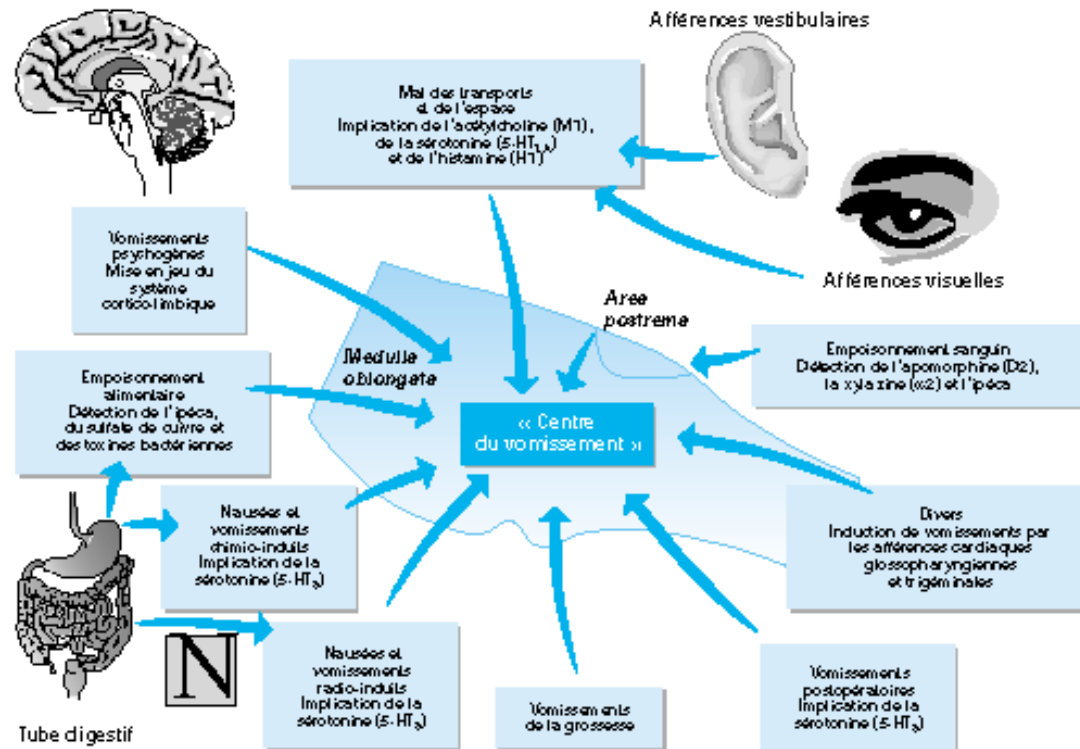 Afférences vestibulaires
Mal des transports
et de l'espace
Implication de l'acétylcholine (M1),
de la sérotonine (5-HT1A)
et de l'histamine (H1)
Afférences visuelles
Vomissements
psychogènes
Mise en jeu du
système
cortico-limbique
Area
postrema
Medulla
oblongata
Empoisonnement sanguin
Détection de l'apomorphine (D2),
la xylazine (α2) et l'ipéca
Empoisonnement
alimentaire
Détection de l'ipéca,
du sulfate de cuivre et
des toxines bactériennes
« Centre
du vomissement »
Nausées et
vomissements
chimio-induits
Implication de la
sérotonine (5-HT3)
Divers
Induction de vomissements par
les afférences cardiaques
glossopharyngiennes
et trigéminales
N
Nausées et
vomissements
radio-induits
Implication de la
sérotonine (5-HT3)
Vomissements
de la grossesse
Vomissements
postopératoires
Implication de la
sérotonine (5-HT3)
Tube digestif